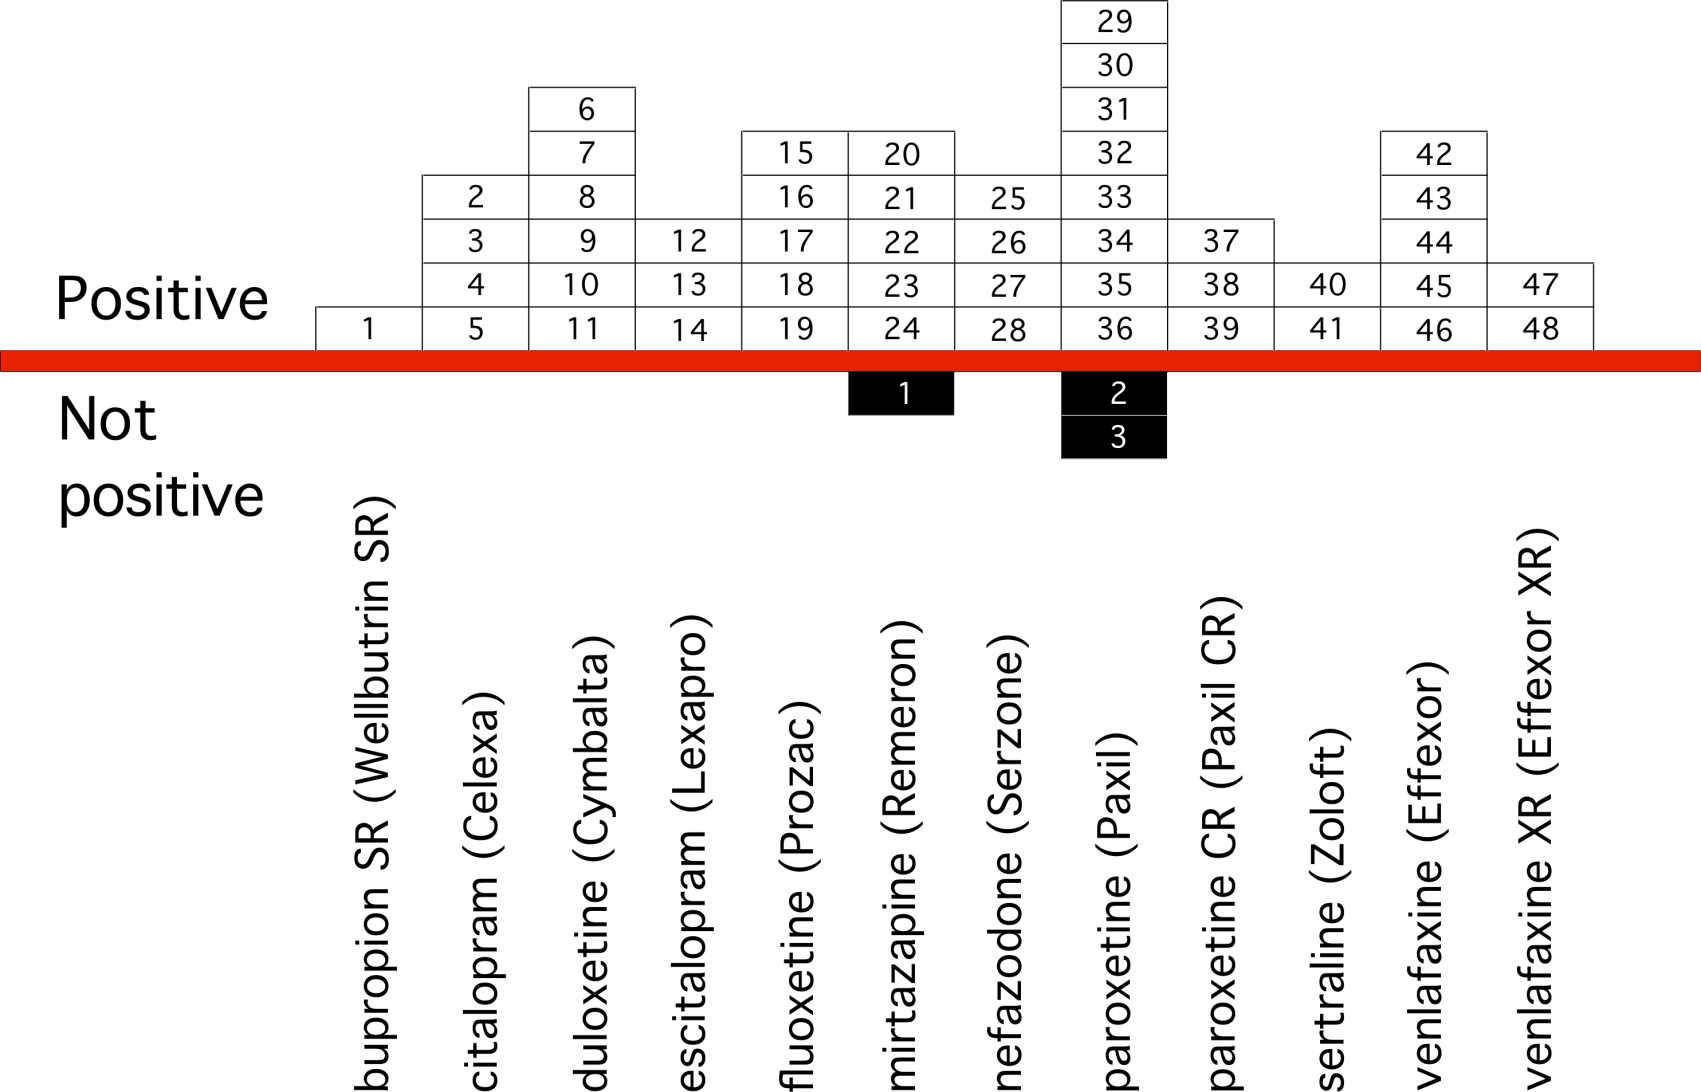 29
30
6 31
7 15 20 32 42
2 8 16 21 25 33 43
3 9 12 17 22 26 34 37 44
4 10 13 18 23 27 35 38 40 45 47
Positive
1 5 11 14 19 24 28 36 39 41 46 48
1 2
3
Not
positive
bupropion SR (Wellbutrin SR)
citalopram (Celexa)
duloxetine (Cymbalta)
escitalopram (Lexapro)
fluoxetine (Prozac)
mirtazapine (Remeron)
nefazodone (Serzone)
paroxetine (Paxil)
paroxetine CR (Paxil CR)
sertraline (Zoloft)
venlafaxine (Effexor)
venlafaxine XR (Effexor XR)